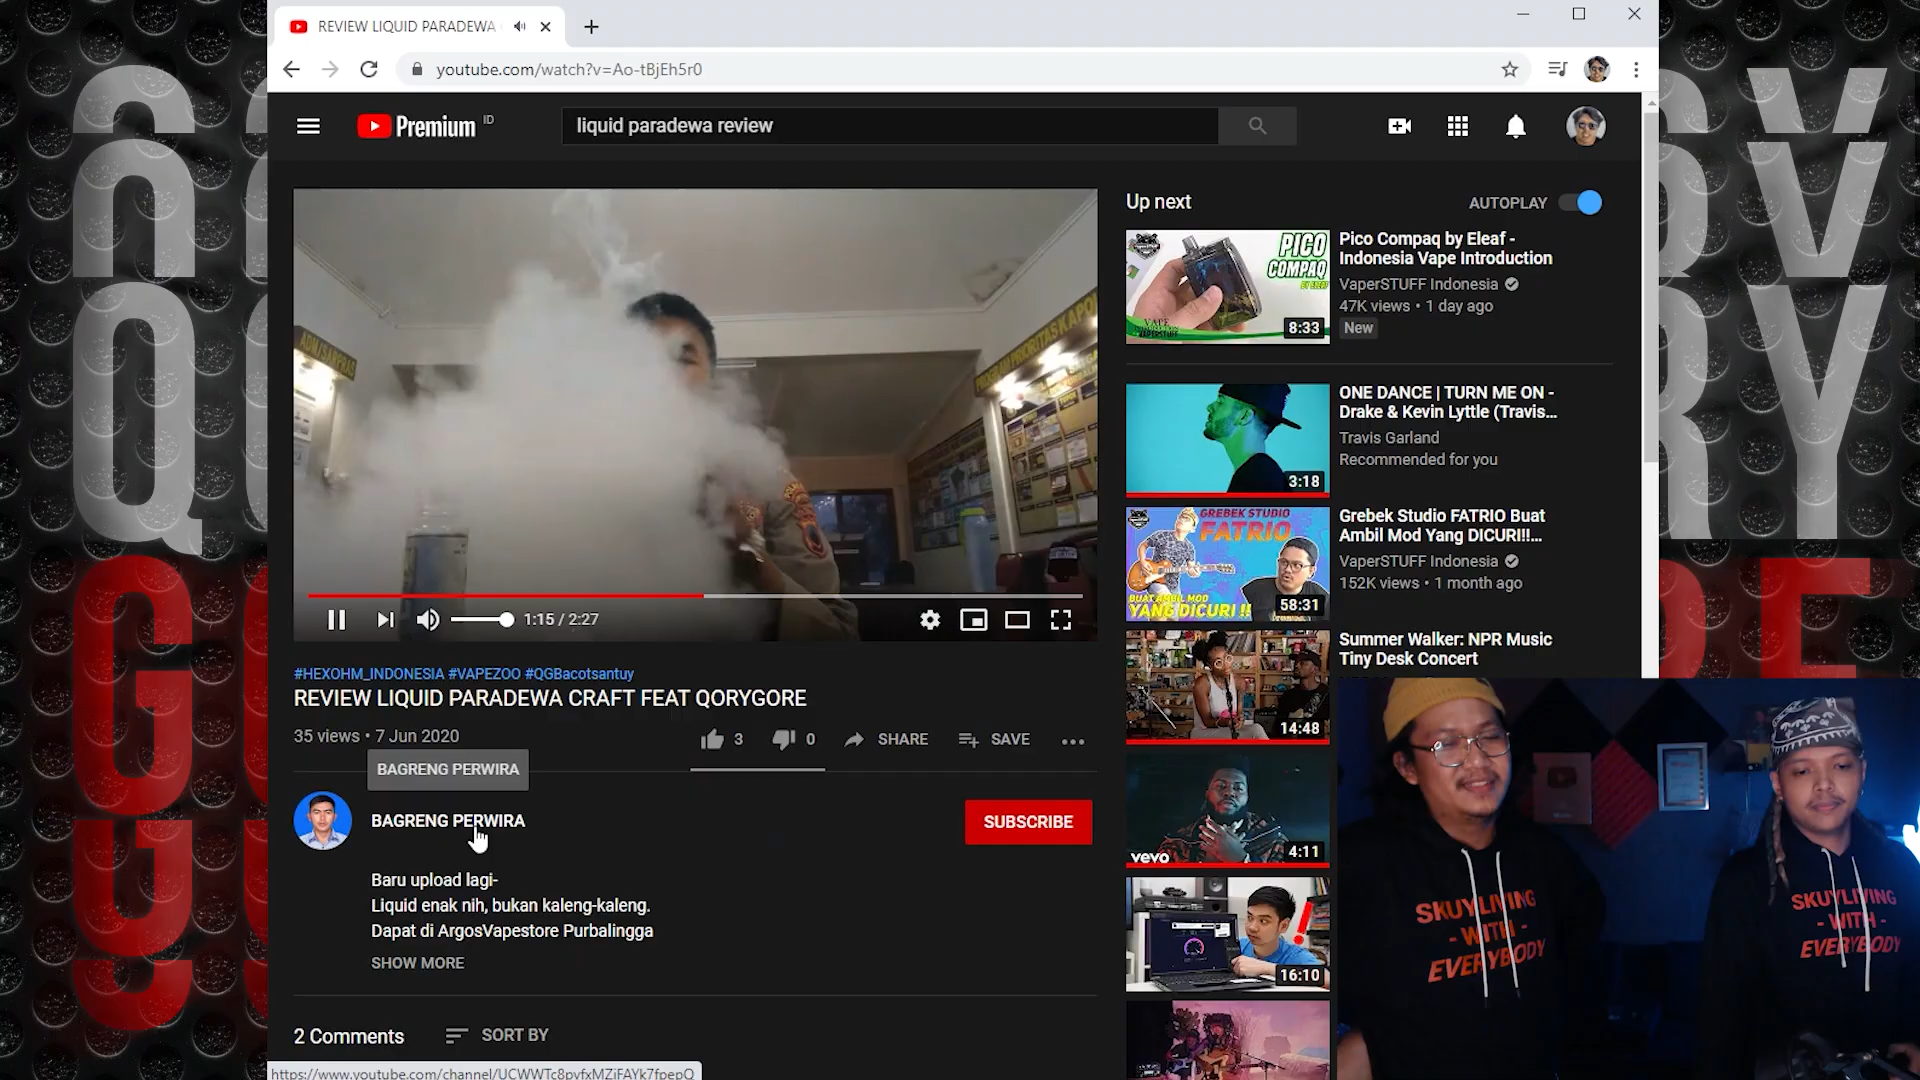 REVIEW LIQUID PARADEWA
youtube.com/watch?v=Ao-tBjEh5r0
Premium ID
liquid paradewa review
Up next
AUTOPLAY
ADM/SARPRAS
PICO
COMPAQ
BY ELEAF
8:33
Pico Compaq by Eleaf -
Indonesia Vape Introduction
VaperSTUFF Indonesia
47K views • 1 day ago
New
3:18
ONE DANCE | TURN ME ON -
Drake & Kevin Lyttle (Travis...
Travis Garland
Recommended for you
GREBEK STUDIO
FATRIO
BUAT AMBIL MOD
YANG DICURI !!
58:31
Grebek Studio FATRIO Buat
Ambil Mod Yang DICURI!!...
VaperSTUFF Indonesia
152K views • 1 month ago
14:48
Summer Walker: NPR Music
Tiny Desk Concert
vevo
4:11
16:10
1:15 / 2:27
#HEXOHM_INDONESIA #VAPEZOO #QGBacotsantuy
REVIEW LIQUID PARADEWA CRAFT FEAT QORYGORE
35 views • 7 Jun 2020
3
0
SHARE
SAVE
BAGRENG PERWIRA
BAGRENG PERWIRA
SUBSCRIBE
Baru upload lagi-
Liquid enak nih, bukan kaleng-kaleng.
Dapat di ArgosVapestore Purbalingga
SHOW MORE
2 Comments
SORT BY
https://www.youtube.com/channel/UCWWTc8pvfxMZiFAYk7fpepQ
SKUYLIVING
- WITH -
EVERYBODY
SKUYLIVING
- WITH -
EVERYBODY